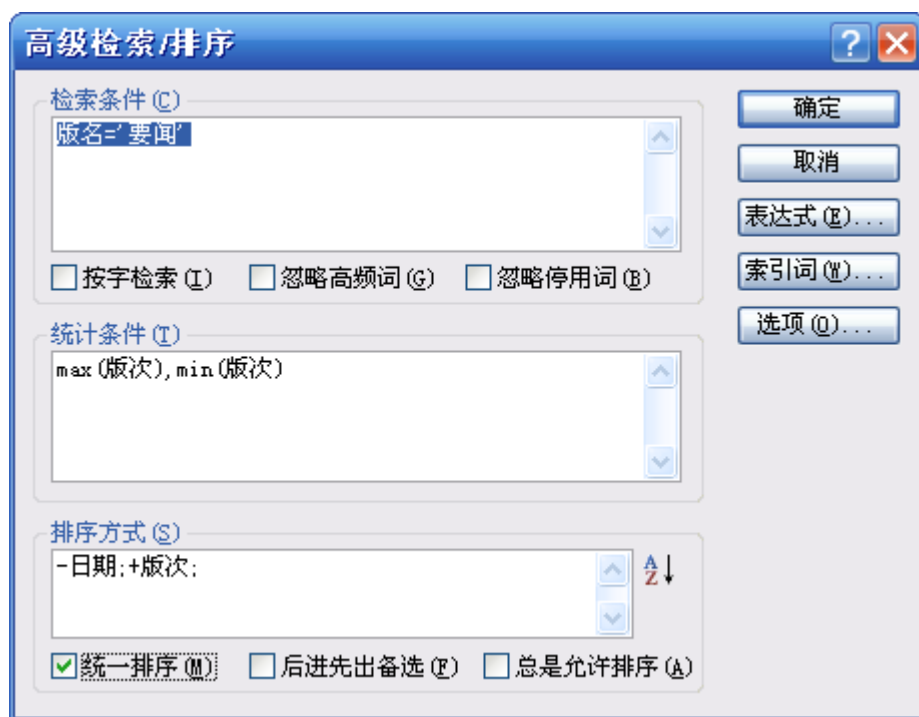 高级检索/排序
检索条件(C)
版名='要闻'
按字检索(I) 忽略高频词(G) 忽略停用词(B)
统计条件(T)
max(版次),min(版次)
排序方式(S)
-日期;+版次;
统一排序(M) 后进先出备选(F) 总是允许排序(A)
确定
取消
表达式(E)...
索引词(W)...
选项(O)...